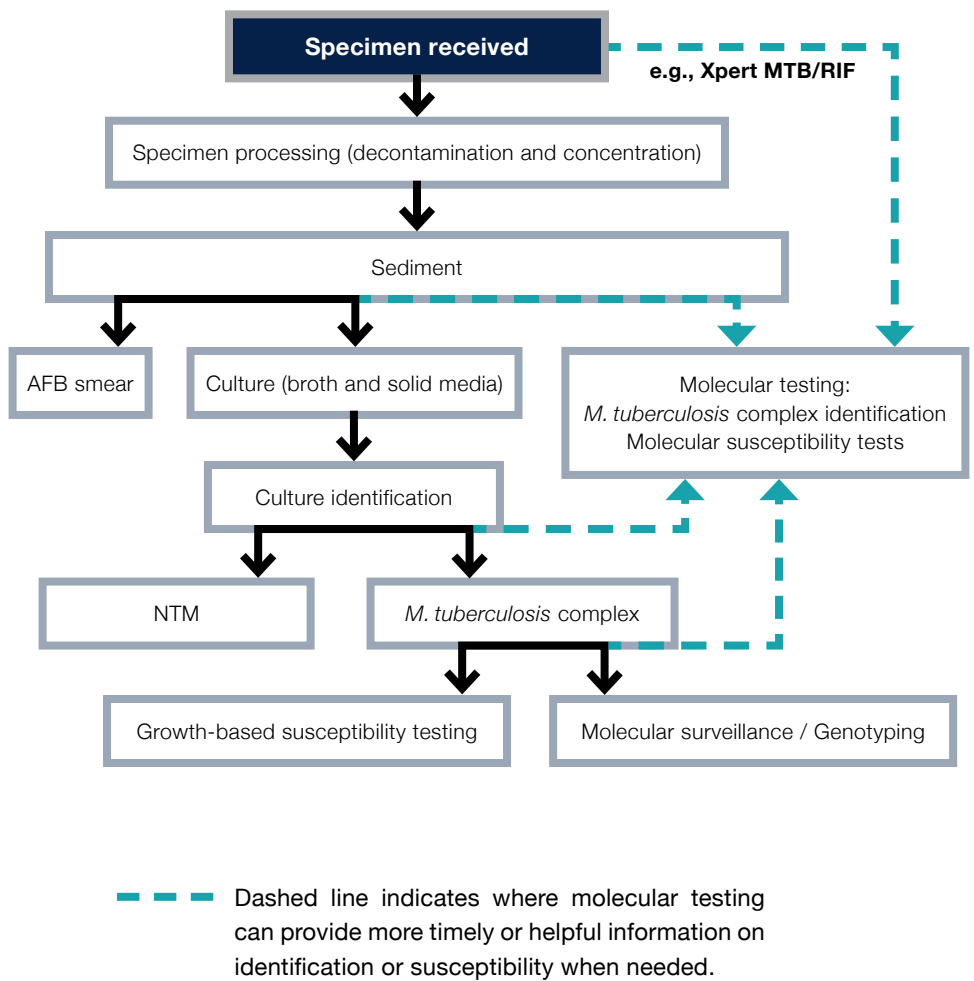 Specimen received
e.g., Xpert MTB/RIF
Specimen processing (decontamination and concentration)
Sediment
AFB smear
Culture (broth and solid media)
Molecular testing:
M. tuberculosis complex identification
Molecular susceptibility tests
Culture identification
NTM
M. tuberculosis complex
Growth-based susceptibility testing
Molecular surveillance / Genotyping
Dashed line indicates where molecular testing
can provide more timely or helpful information on
identification or susceptibility when needed.